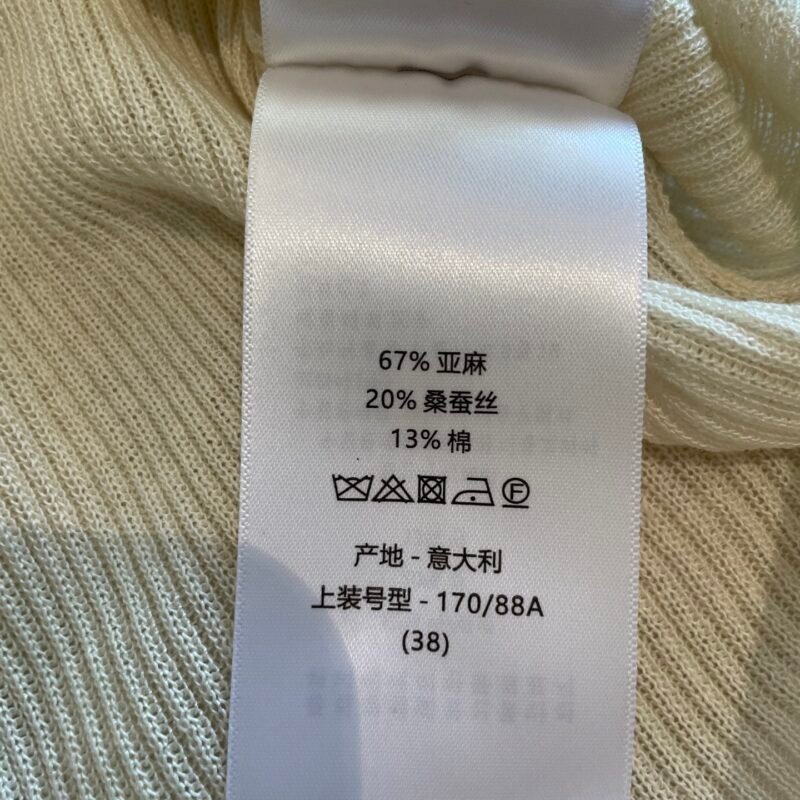 67% 亚麻
20% 桑蚕丝
13% 棉
F
产地 - 意大利
上装号型 - 170/88A
(38)